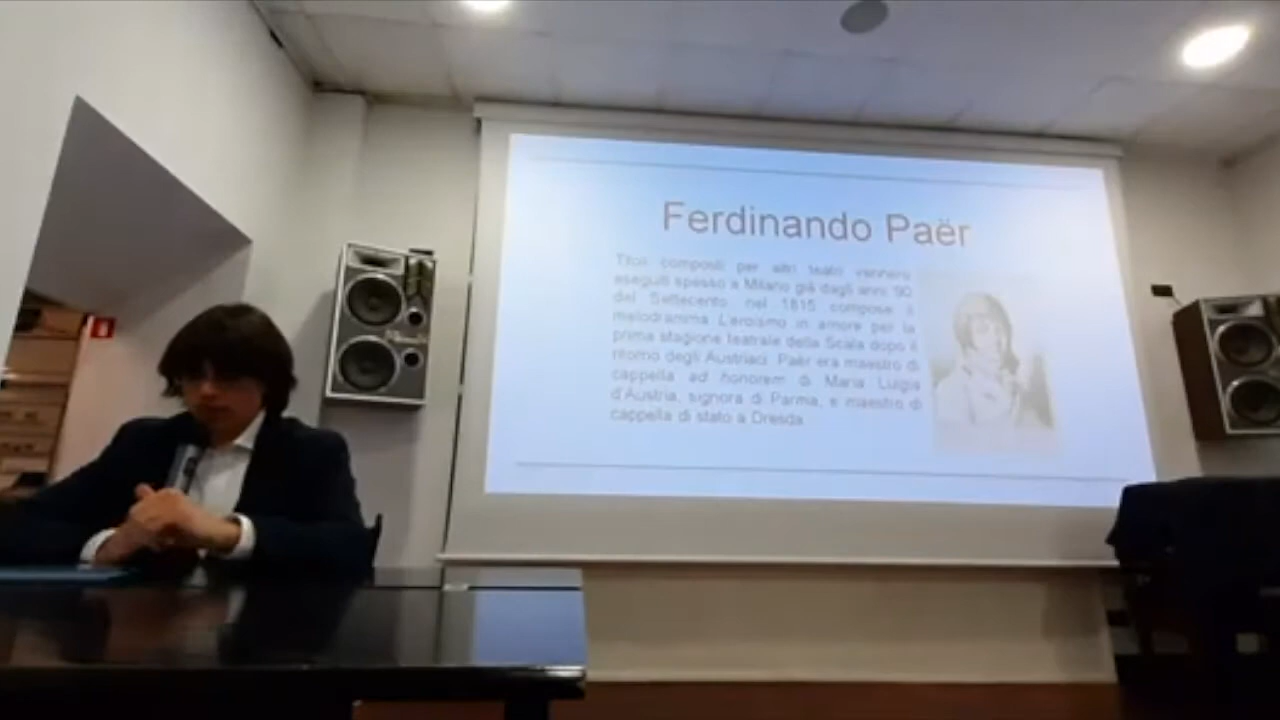 Ferdinando Paër
Titoli composti per altri teatri vennero
eseguiti spesso a Milano già dagli anni '90
del Settecento. nel 1815 compose il
melodramma L'eroismo in amore per la
prima stagione teatrale della Scala dopo il
ritorno degli Austriaci. Paër era maestro di
cappella ad honorem di Maria Luigia
d'Austria, signora di Parma, e maestro di
cappella di stato a Dresda.